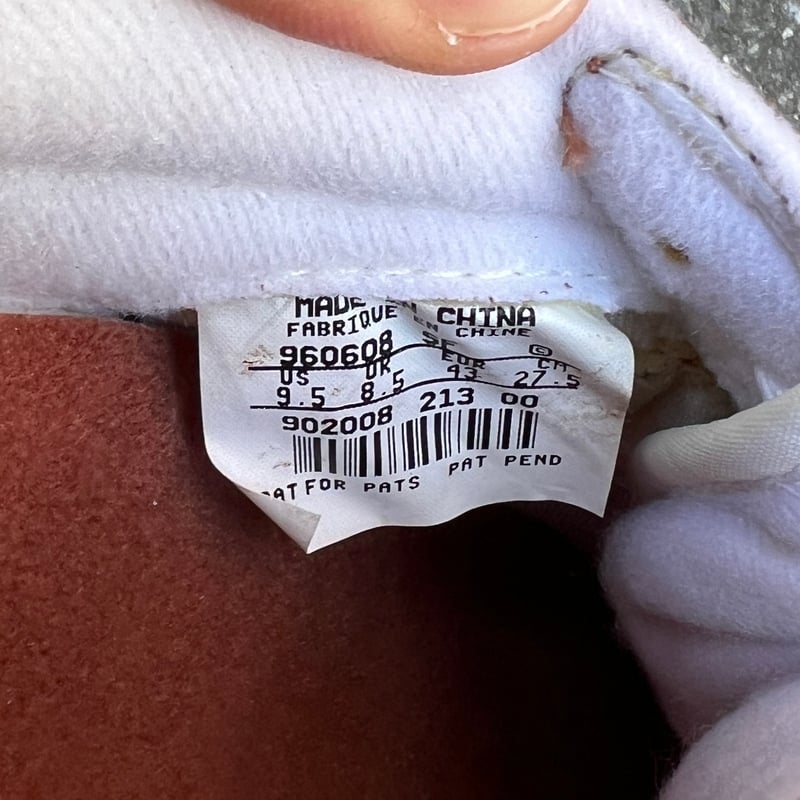 MADE IN CHINA
FABRIQUE EN CHINE
960608 SF ©
US UK EUR CM
9.5 8.5 43 27.5
902008 213 00
PAT FOR PATS PAT PEND